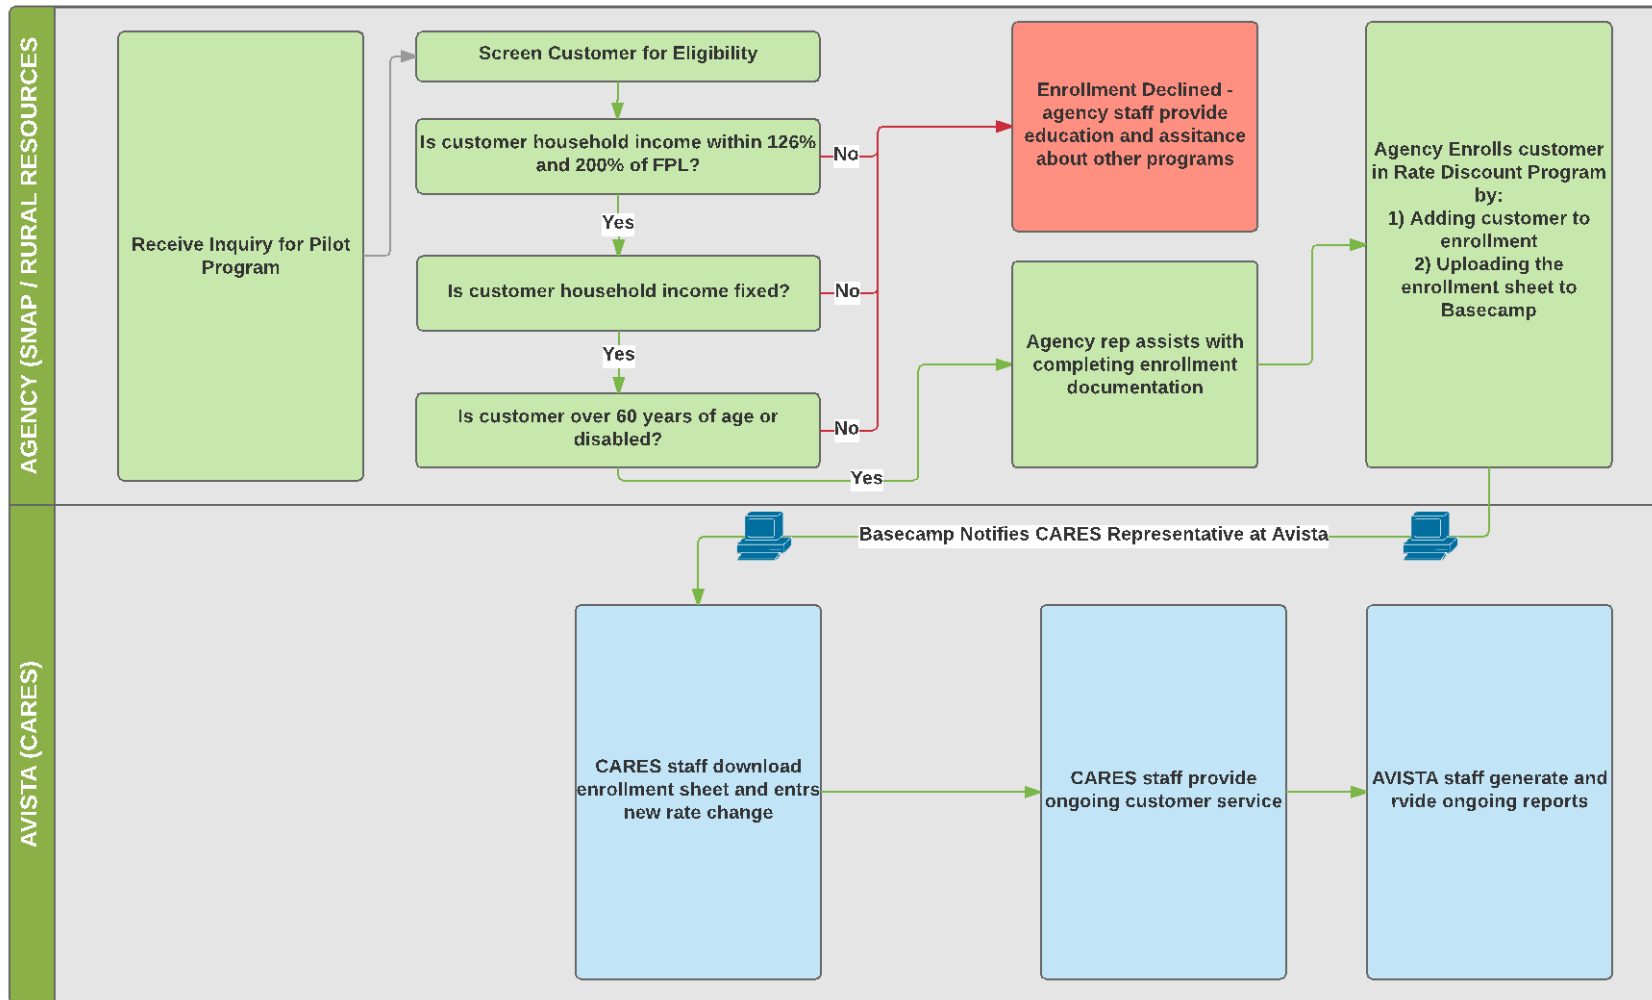 AGENCY (SNAP / RURAL RESOURCES
Receive Inquiry for Pilot
Program
Screen Customer for Eligibility
Is customer household income within 126%
and 200% of FPL?
No
Yes
Is customer household income fixed?
No
Yes
Is customer over 60 years of age or
disabled?
No
Yes
Enrollment Declined -
agency staff provide
education and assitance
about other programs
Agency rep assists with
completing enrollment
documentation
Agency Enrolls customer
in Rate Discount Program
by:
1) Adding customer to
enrollment
2) Uploading the
enrollment sheet to
Basecamp
AVISTA (CARES)
Basecamp Notifies CARES Representative at Avista
CARES staff download
enrollment sheet and entrs
new rate change
CARES staff provide
ongoing customer service
AVISTA staff generate and
rvide ongoing reports